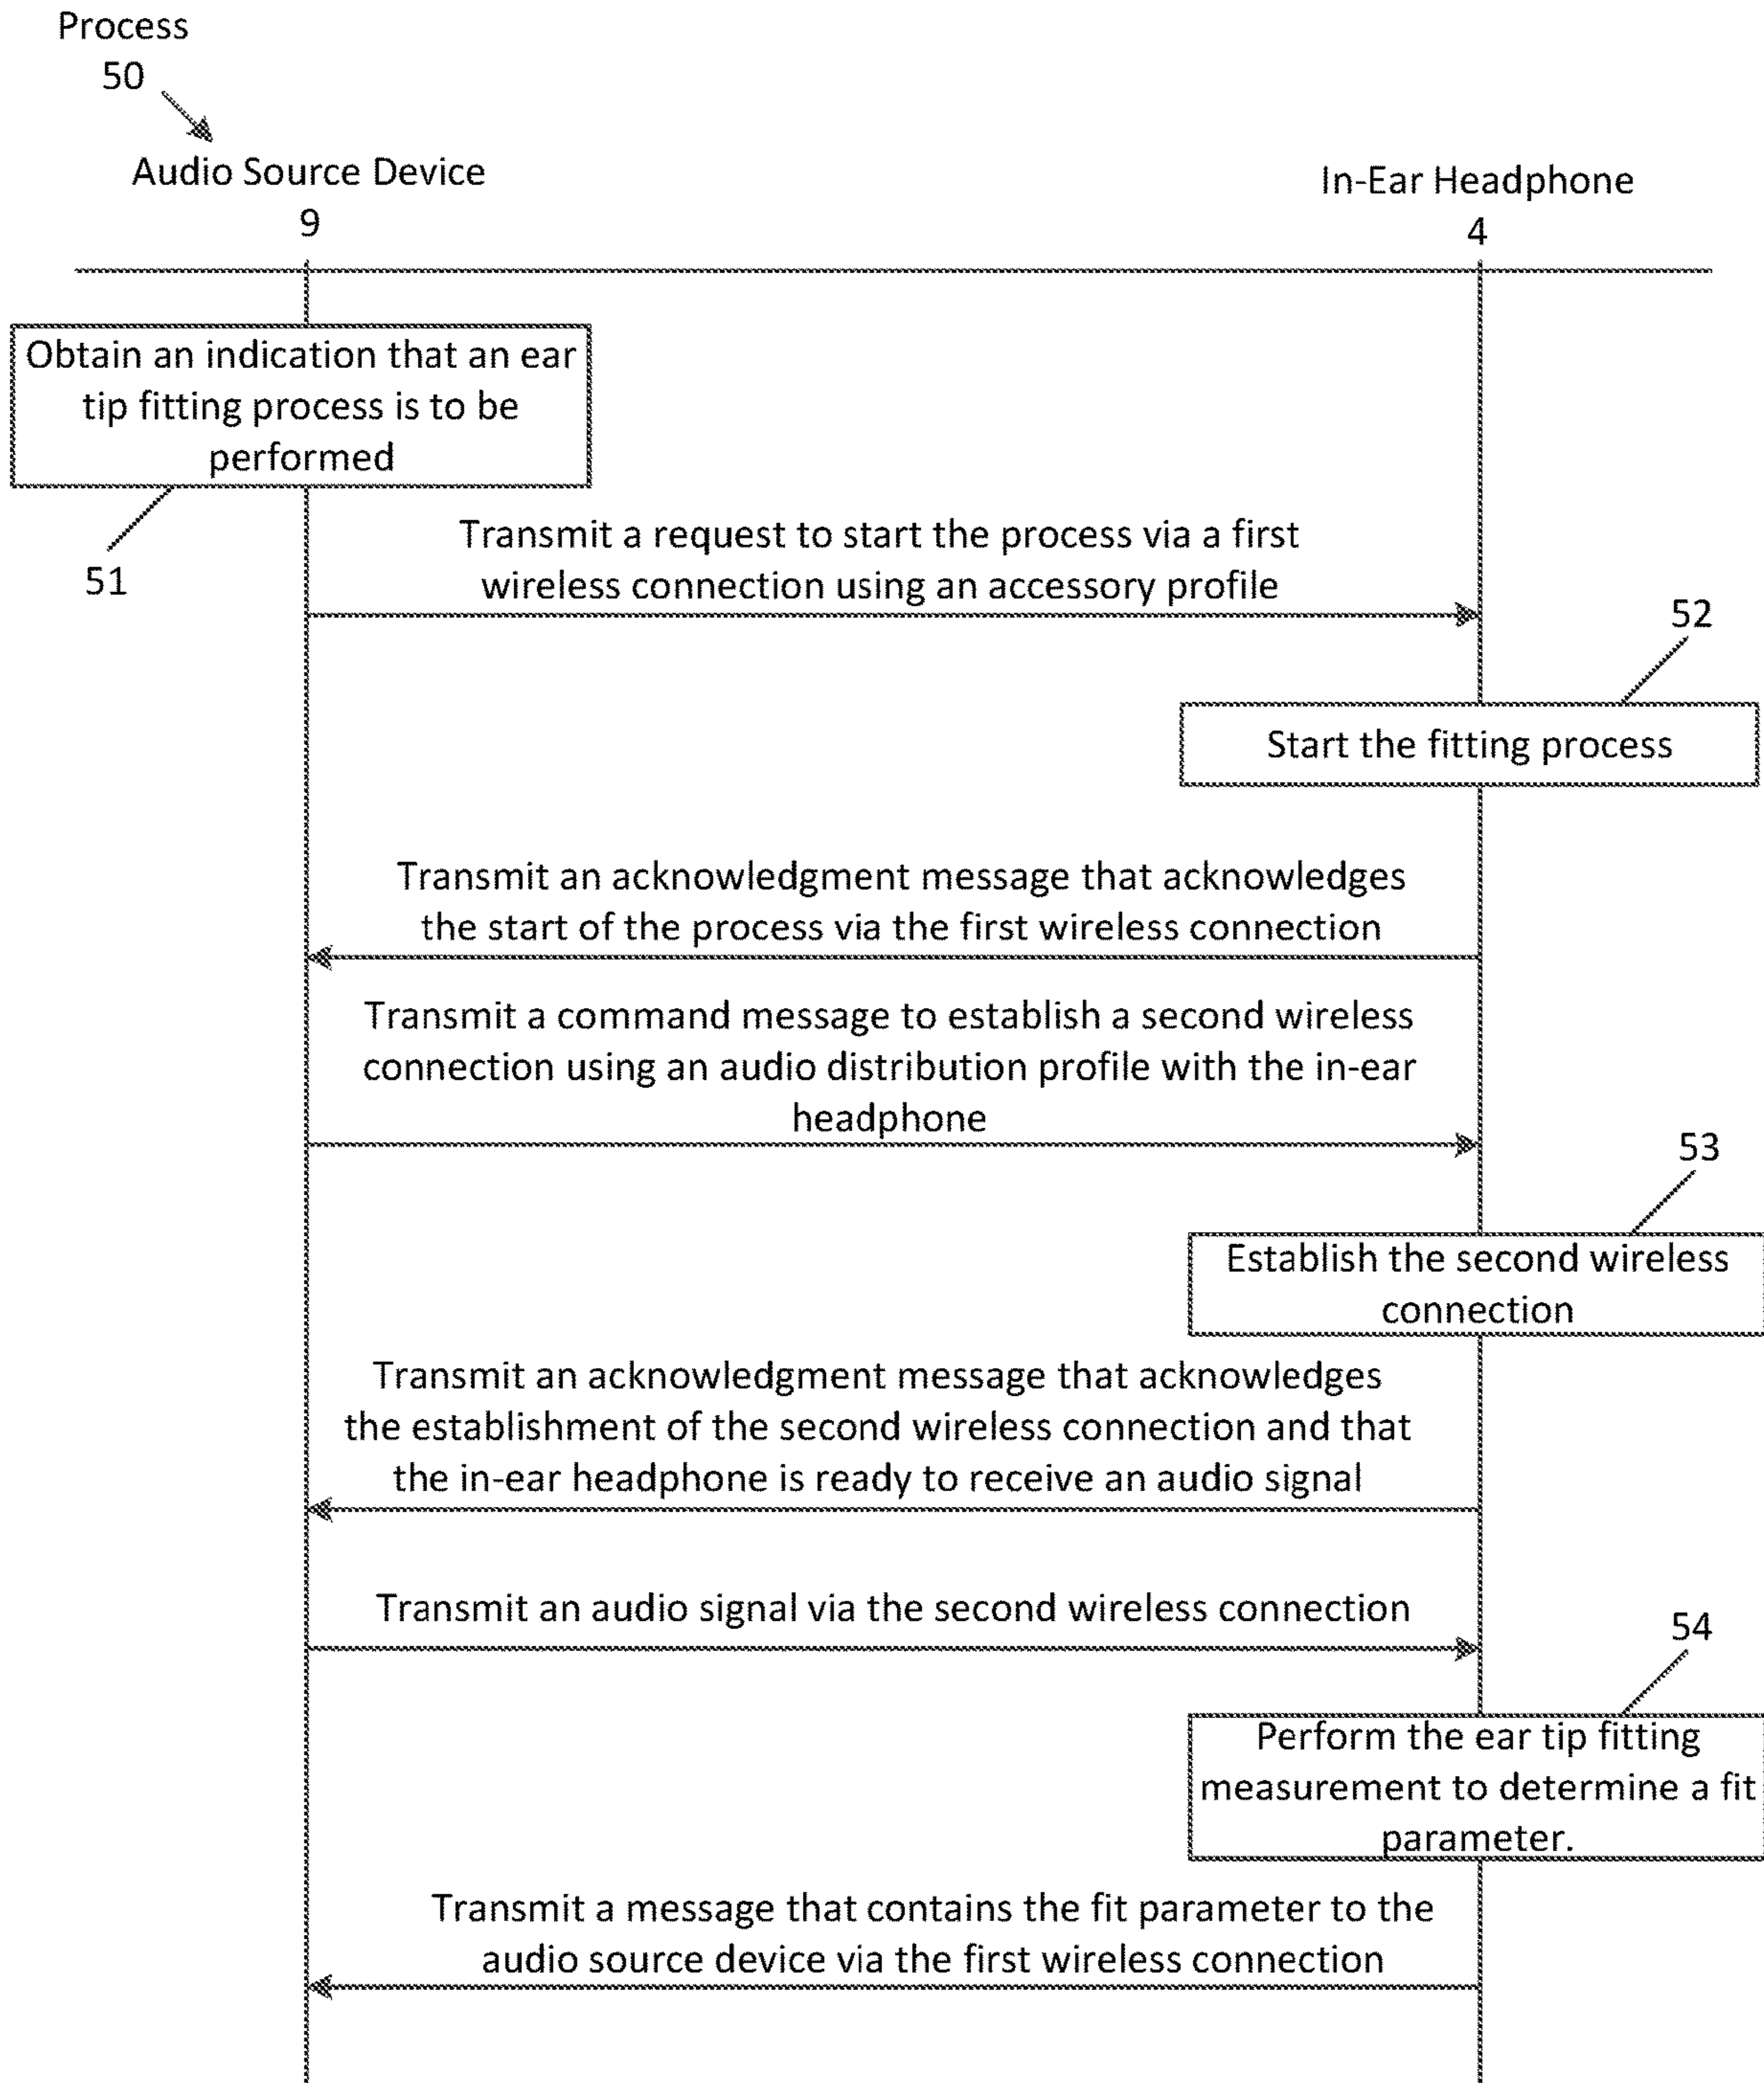 Process
50
Audio Source Device
9
In-Ear Headphone
4
Obtain an indication that an ear
tip fitting process is to be
performed
51
Transmit a request to start the process via a first
wireless connection using an accessory profile
52
Start the fitting process
Transmit an acknowledgment message that acknowledges
the start of the process via the first wireless connection
Transmit a command message to establish a second wireless
connection using an audio distribution profile with the in-ear
headphone
53
Establish the second wireless
connection
Transmit an acknowledgment message that acknowledges
the establishment of the second wireless connection and that
the in-ear headphone is ready to receive an audio signal
Transmit an audio signal via the second wireless connection
54
Perform the ear tip fitting
measurement to determine a fit
parameter.
Transmit a message that contains the fit parameter to the
audio source device via the first wireless connection